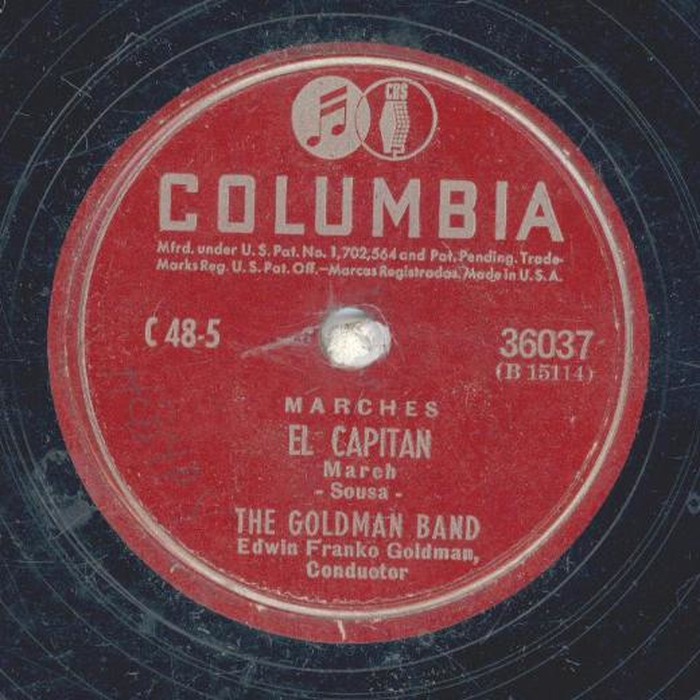 CBS
COLUMBIA
Mfrd. under U.S. Pat. No. 1,702,564 and Pat. Pending. Trade-
Marks Reg. U.S. Pat. Off.—Marcas Registradas. Made in U.S.A.
C 48-5
36037
(B 15114)
MARCHES
EL CAPITAN
March
- Sousa -
THE GOLDMAN BAND
Edwin Franko Goldman,
Conductor